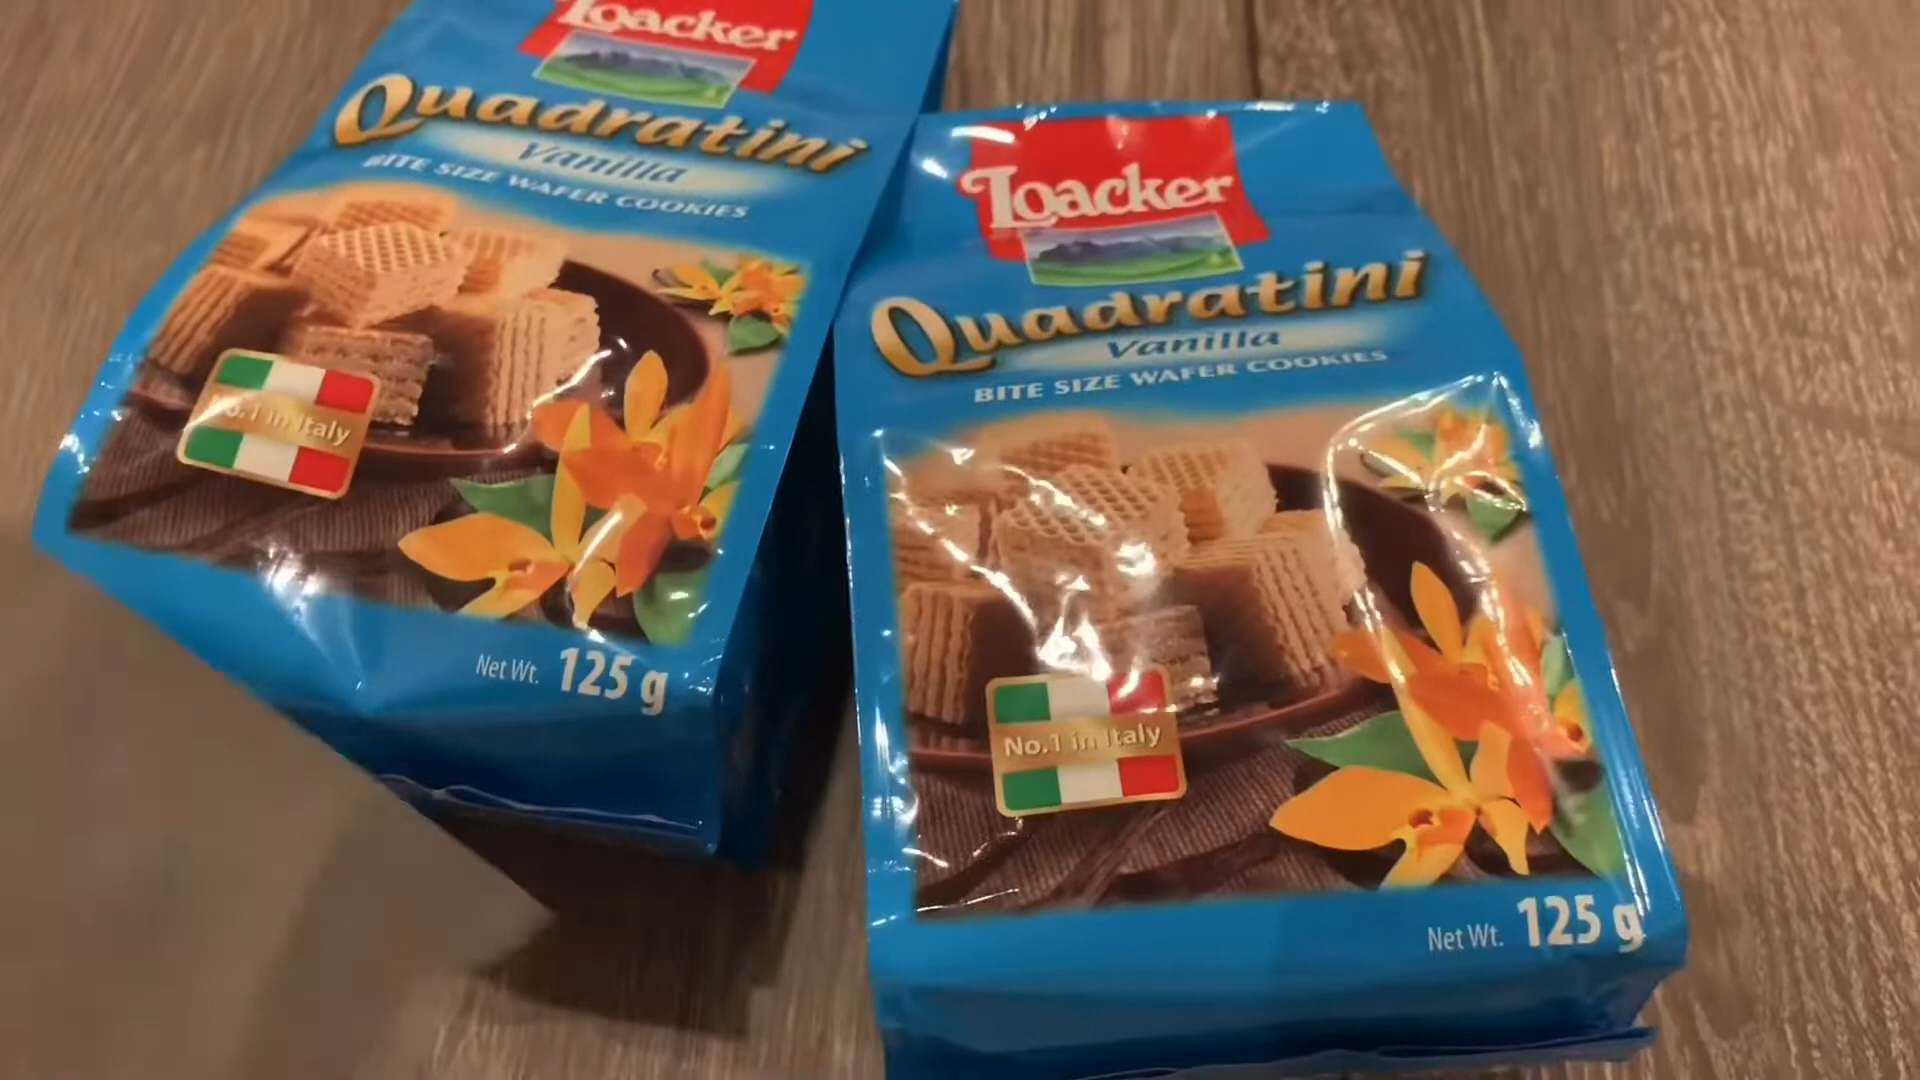 Loacker
Quadratini
Vanilla
BITE SIZE WAFER COOKIES
No.1 in Italy
Net Wt. 125 g
Loacker
Quadratini
Vanilla
BITE SIZE WAFER COOKIES
No.1 in Italy
Net Wt. 125 g